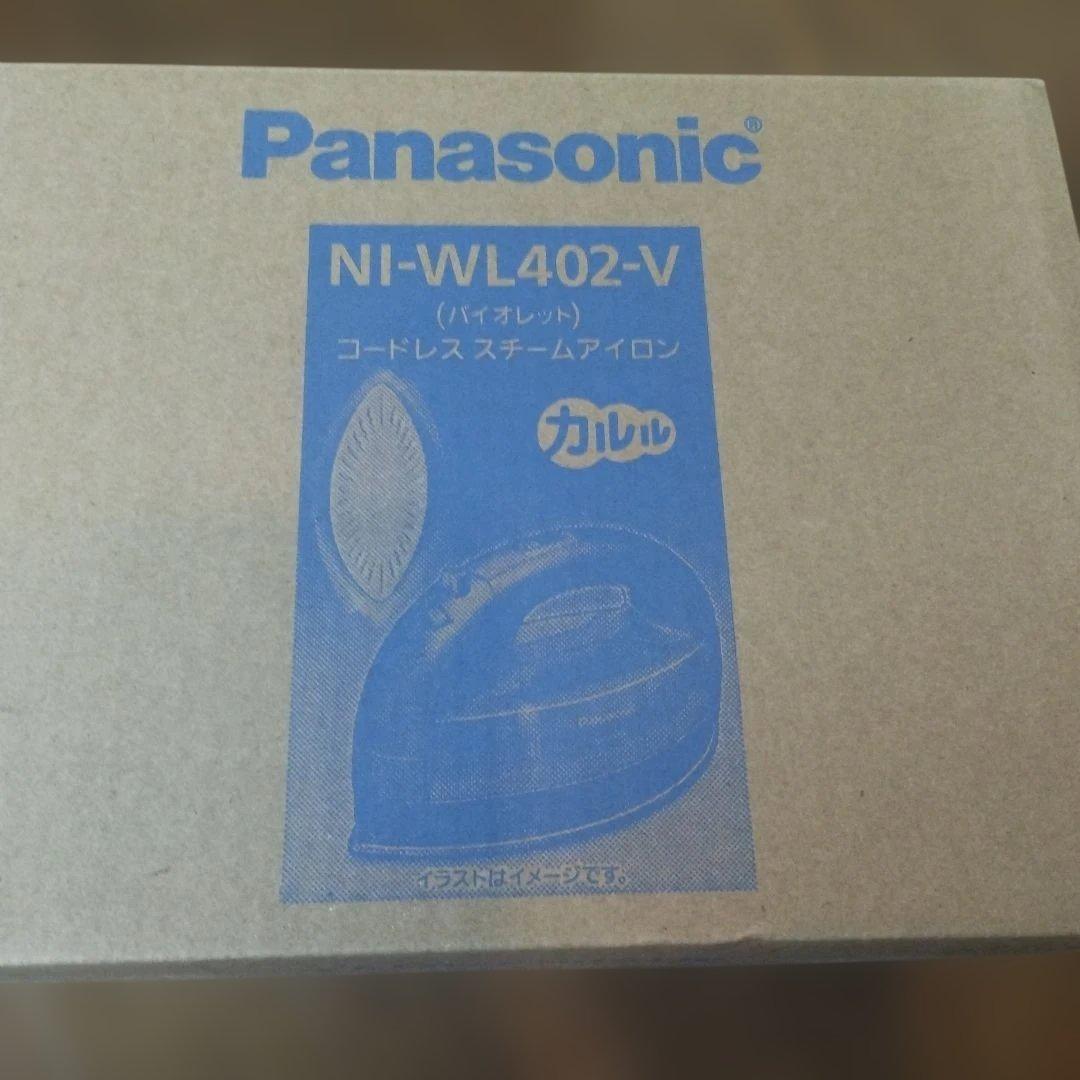 Panasonic®
NI-WL402-V
(バイオレット)
コードレス スチームアイロン
カルル
Panasonic
イラストはイメージです。